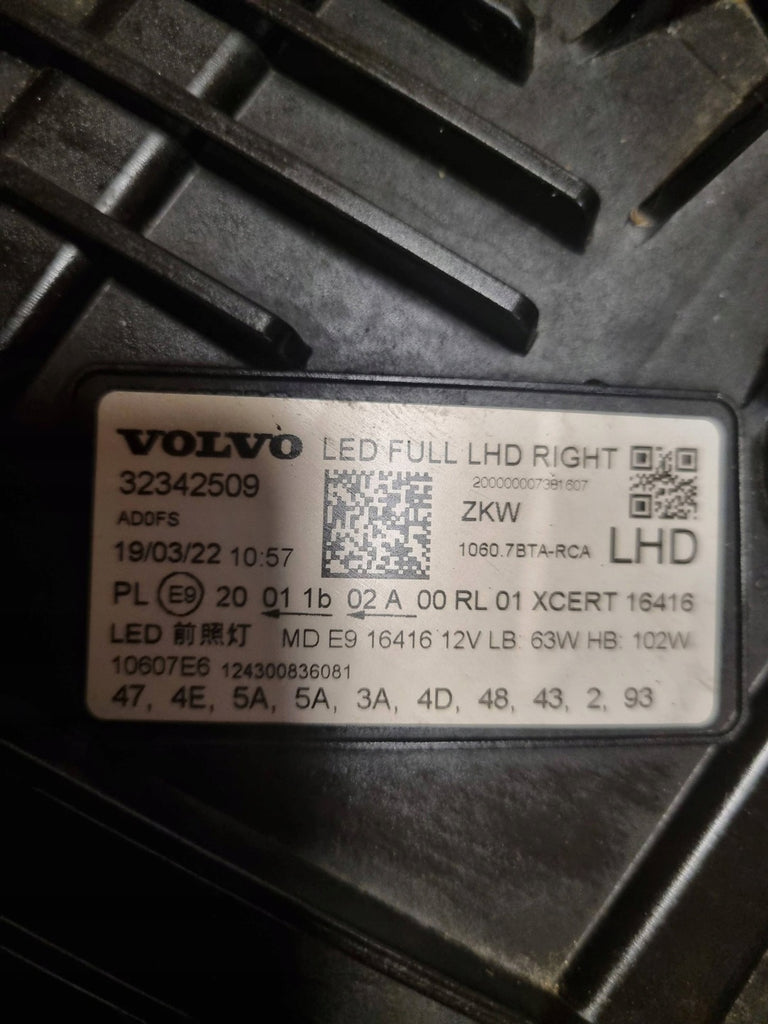 VOLVO LED FULL LHD RIGHT
32342509 200000007381607
AD0FS ZKW
19/03/22 10:57 1060.7BTA-RCA LHD
PL E9 20 01 1b 02 A 00 RL 01 XCERT 16416
LED 前照灯 MD E9 16416 12V LB: 63W HB: 102W
10607E6 124300836081
47, 4E, 5A, 5A, 3A, 4D, 48, 43, 2, 93